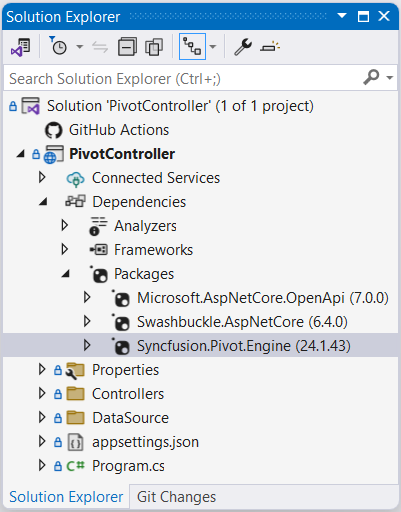 Solution Explorer
Search Solution Explorer (Ctrl+;)
Solution 'PivotController' (1 of 1 project)
GitHub Actions
PivotController
Connected Services
Dependencies
Analyzers
Frameworks
Packages
Microsoft.AspNetCore.OpenApi (7.0.0)
Swashbuckle.AspNetCore (6.4.0)
Syncfusion.Pivot.Engine (24.1.43)
Properties
Controllers
DataSource
appsettings.json
C# Program.cs
Solution Explorer Git Changes